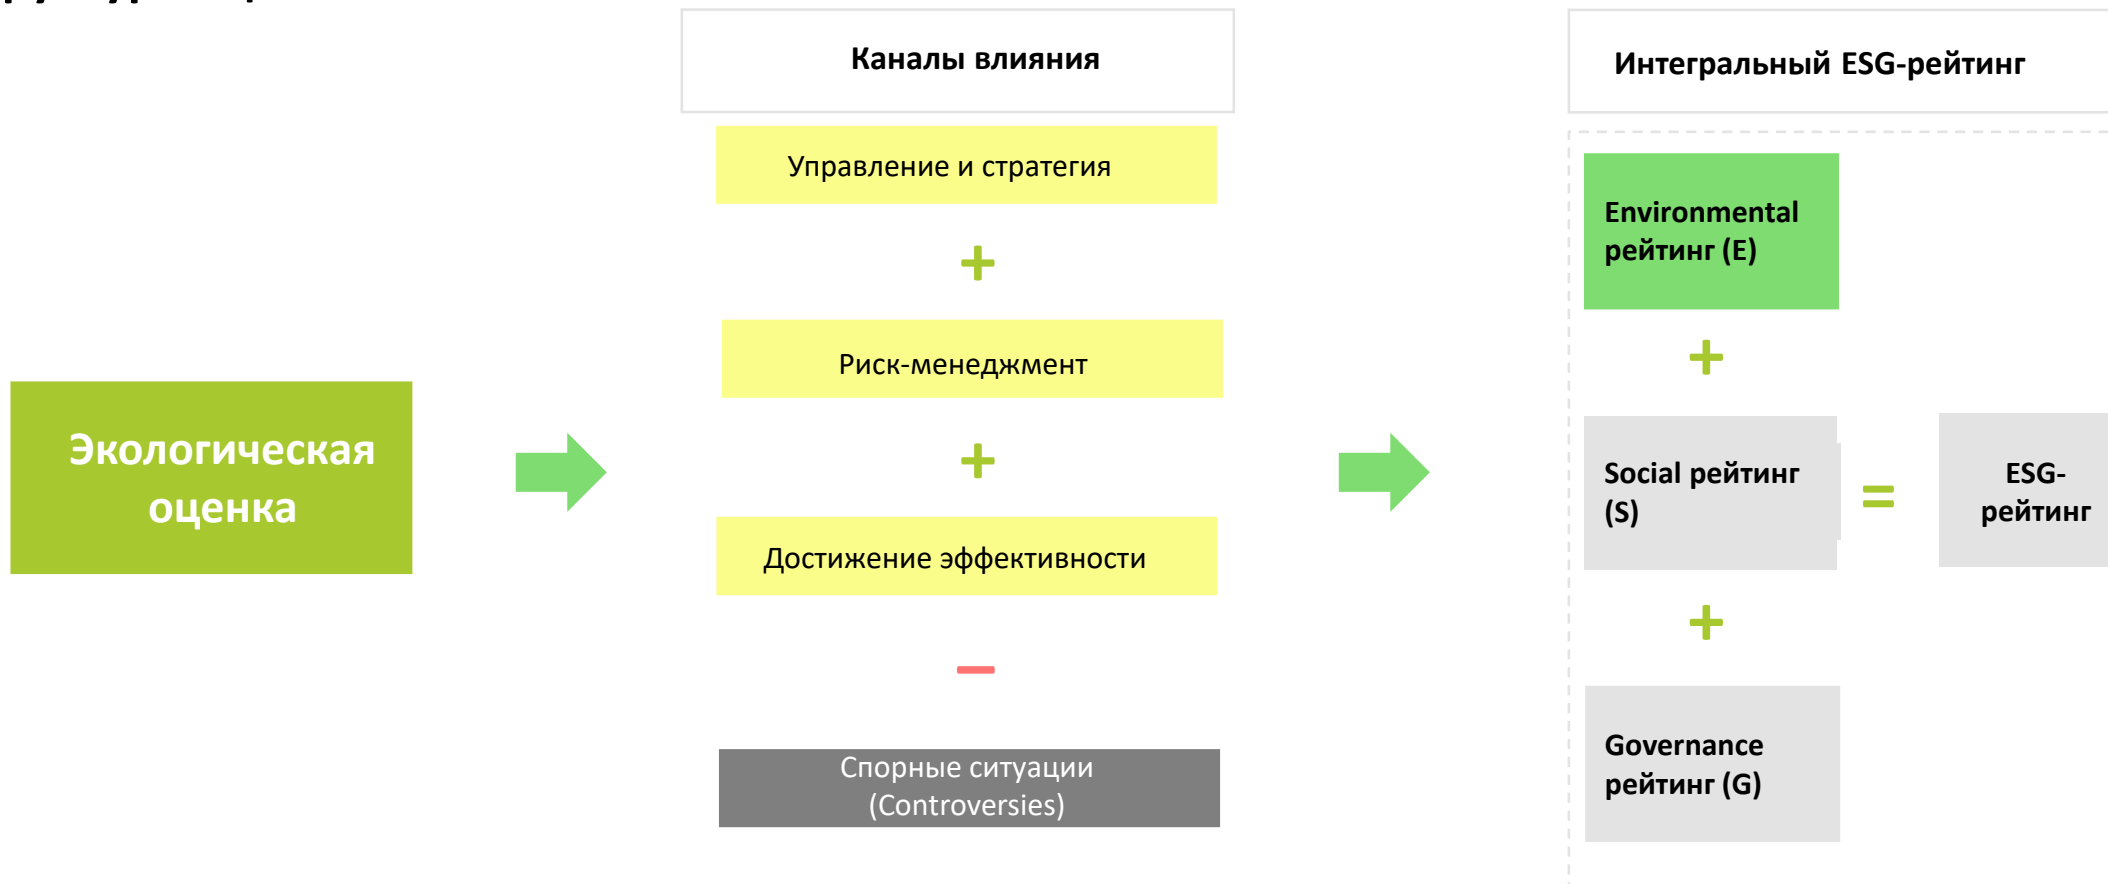 Каналы влияния
Интегральный ESG-рейтинг
Управление и стратегия
+
Риск-менеджмент
+
Достижение эффективности
–
Спорные ситуации
(Controversies)
Экологическая
оценка
Environmental
рейтинг (E)
+
Social рейтинг
(S)
+
Governance
рейтинг (G)
=
ESG-
рейтинг